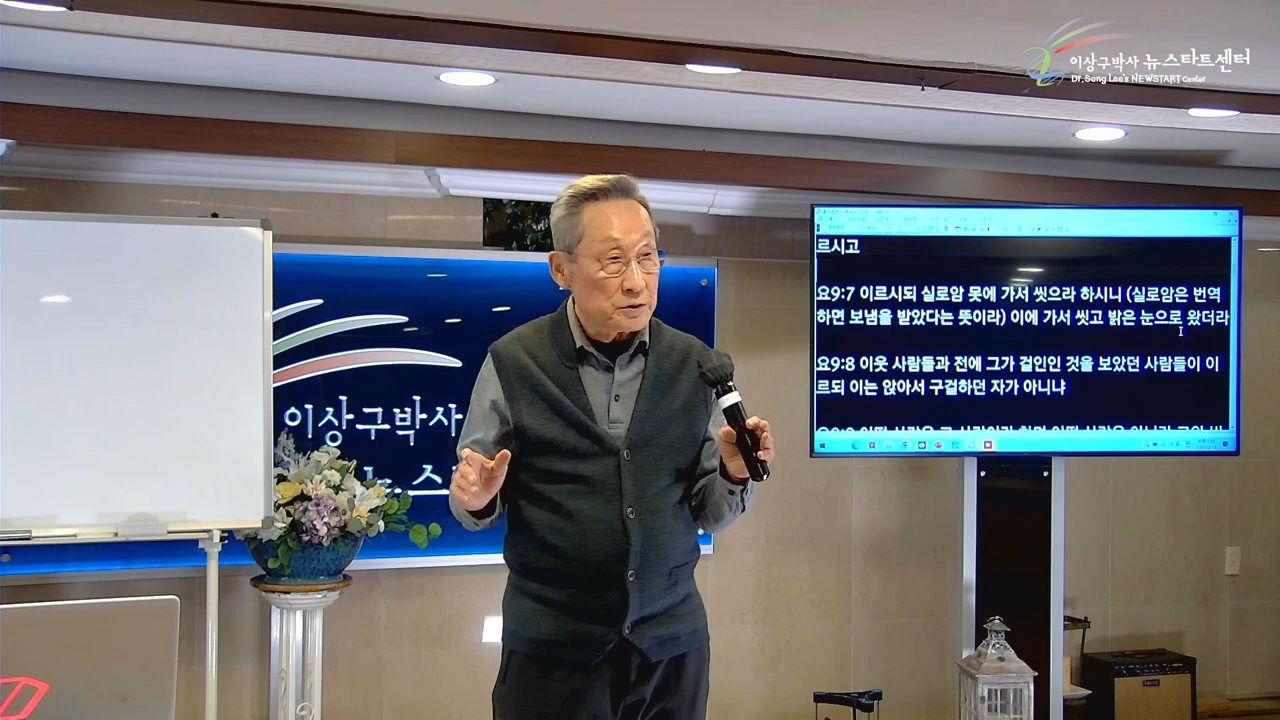 이상구박사 뉴스타트센터
Dr. Sang Lee's NEWSTART Center
르시고
요9:7 이르시되 실로암 못에 가서 씻으라 하시니 (실로암은 번역
하면 보냄을 받았다는 뜻이라) 이에 가서 씻고 밝은 눈으로 왔더라
요9:8 이웃 사람들과 전에 그가 걸인인 것을 보았던 사람들이 이
르되 이는 앉아서 구걸하던 자가 아니냐
이상구박사